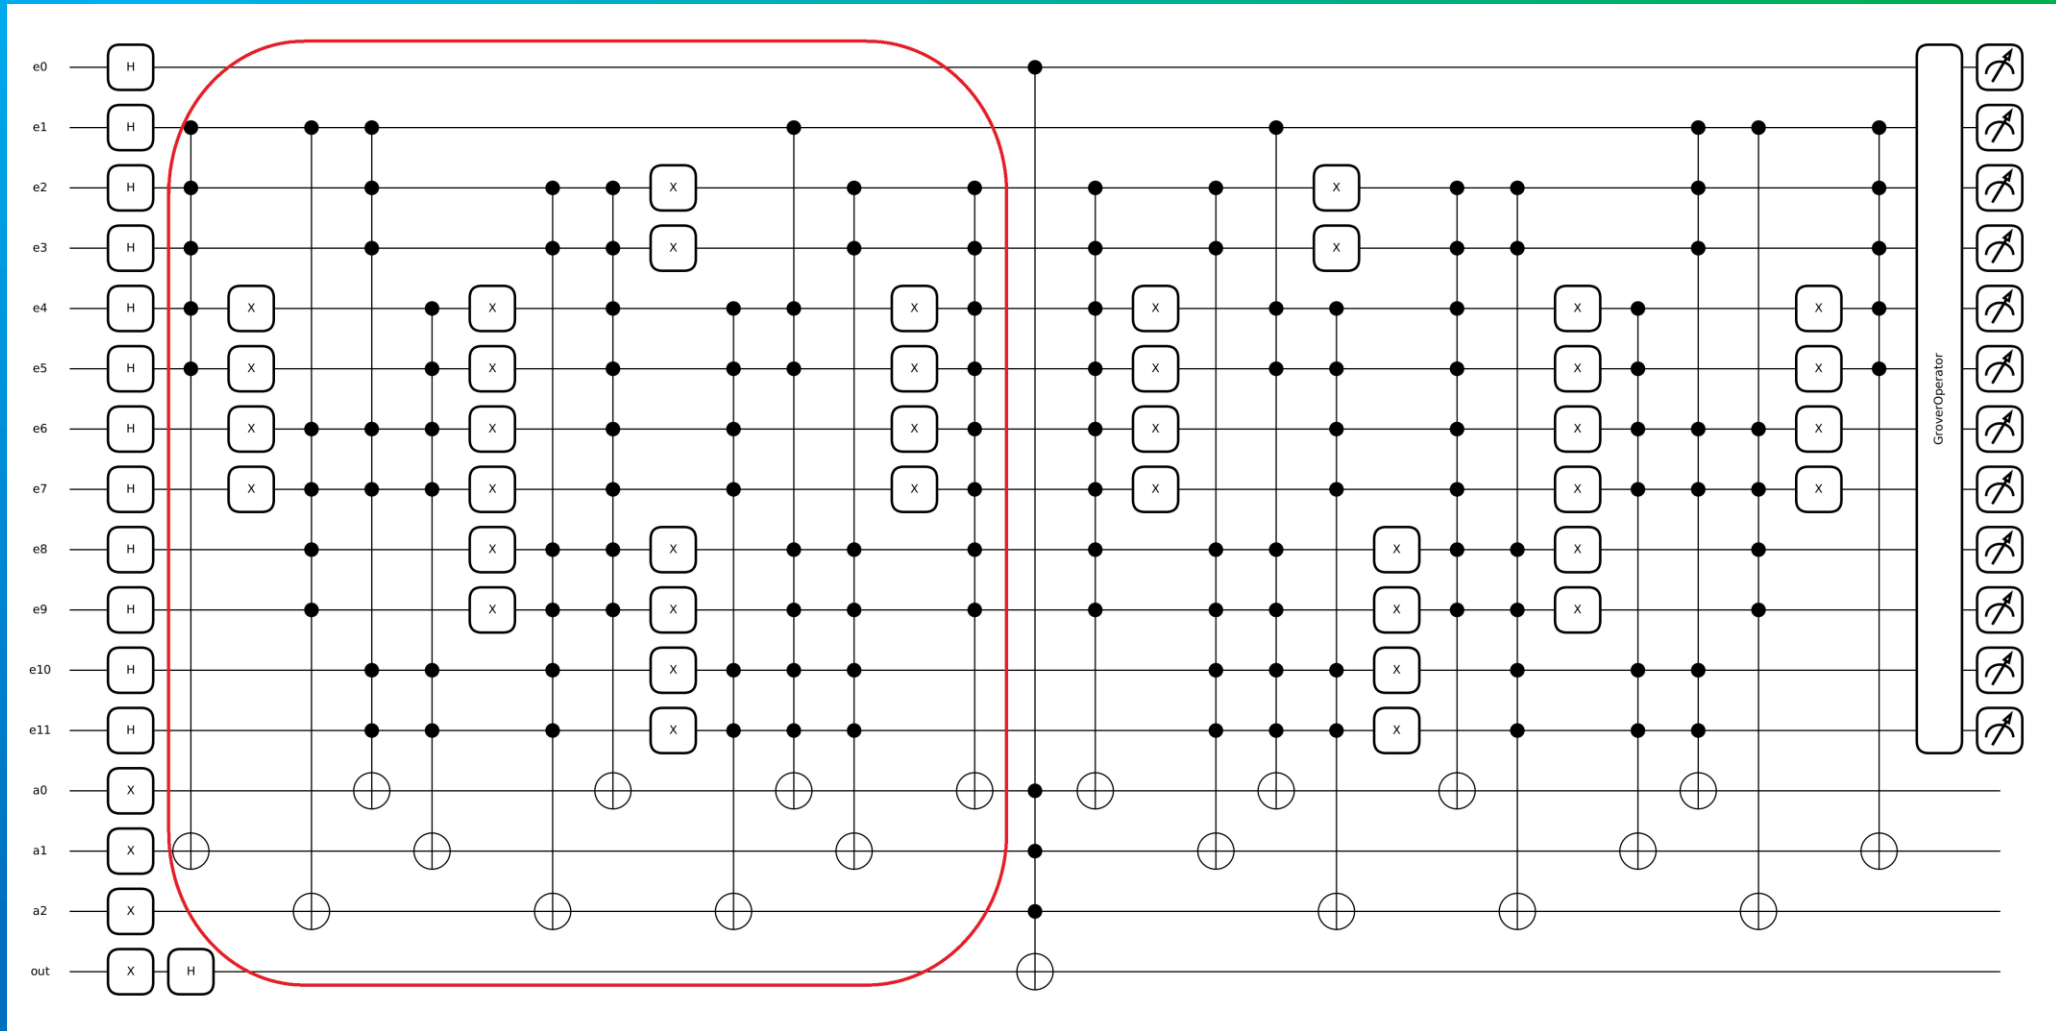 e0 H
e1 H
e2 H X X
e3 H X X
e4 H X X X X X X
e5 H X X X X X X
e6 H X X X X X X
e7 H X X X X X X
e8 H X X X X
e9 H X X X X
e10 H X X
e11 H X X
a0 X
a1 X
a2 X
out X H
GroverOperator